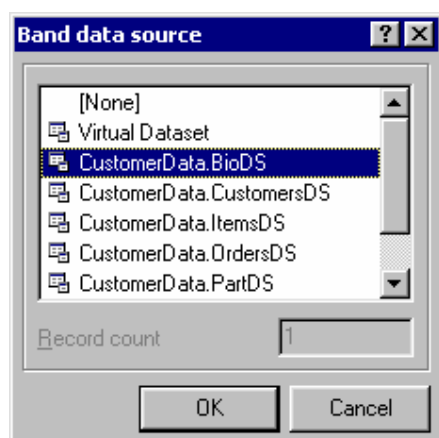 Band data source
[None]
Virtual Dataset
CustomerData.BioDS
CustomerData.CustomersDS
CustomerData.ItemsDS
CustomerData.OrdersDS
CustomerData.PartDS
Record count 1
OK Cancel